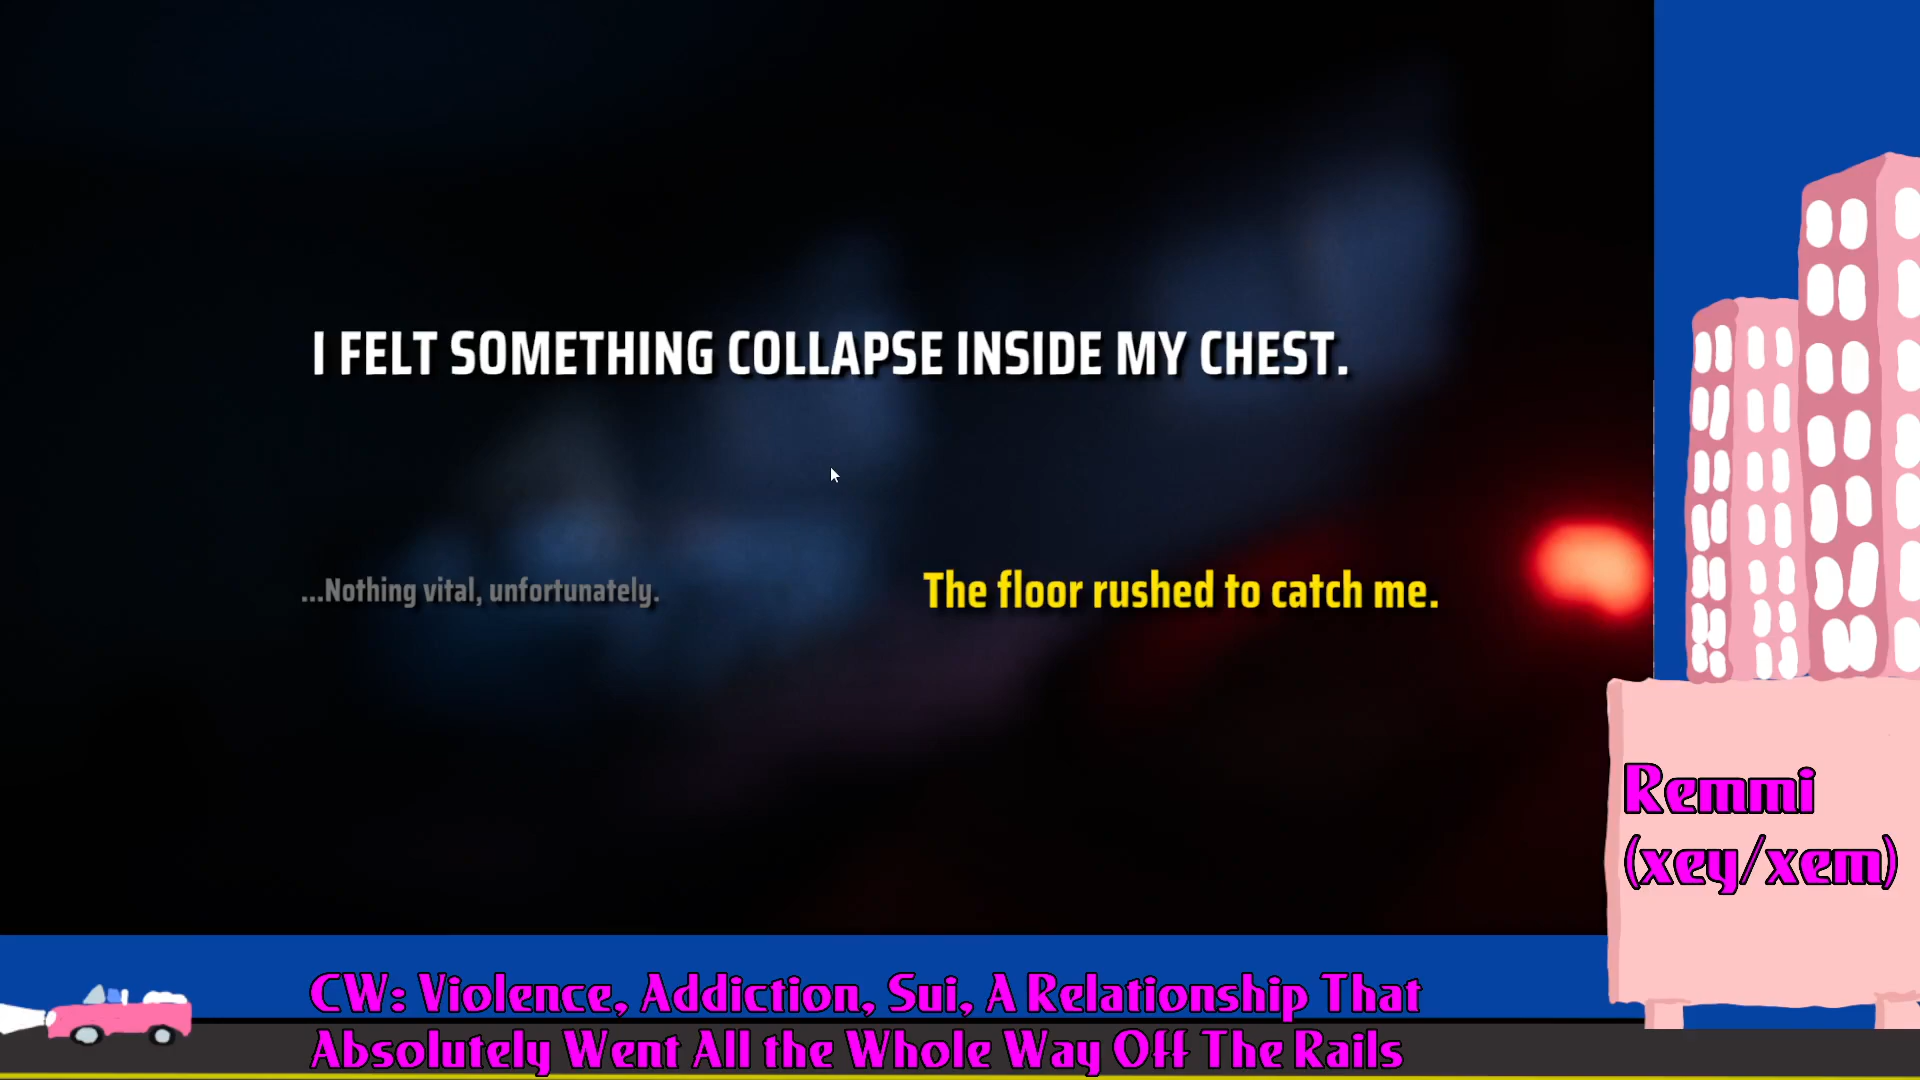 I FELT SOMETHING COLLAPSE INSIDE MY CHEST.
...Nothing vital, unfortunately.
The floor rushed to catch me.
Remmi
(xey/xem)
CW: Violence, Addiction, Sui, A Relationship That
Absolutely Went All the Whole Way Off The Rails